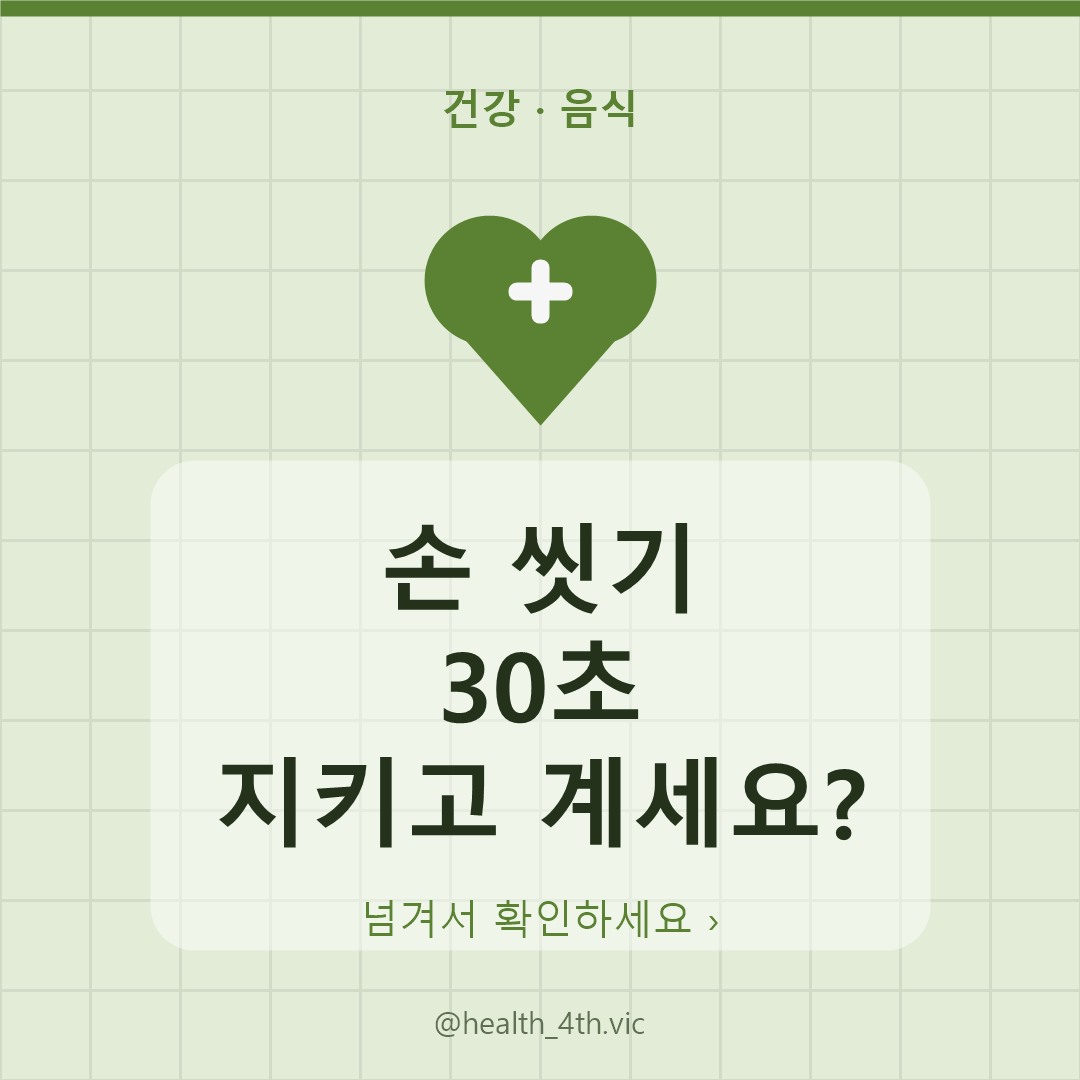 건강 · 음식
손 씻기
30초
지키고 계세요?
넘겨서 확인하세요 ›
@health_4th.vic